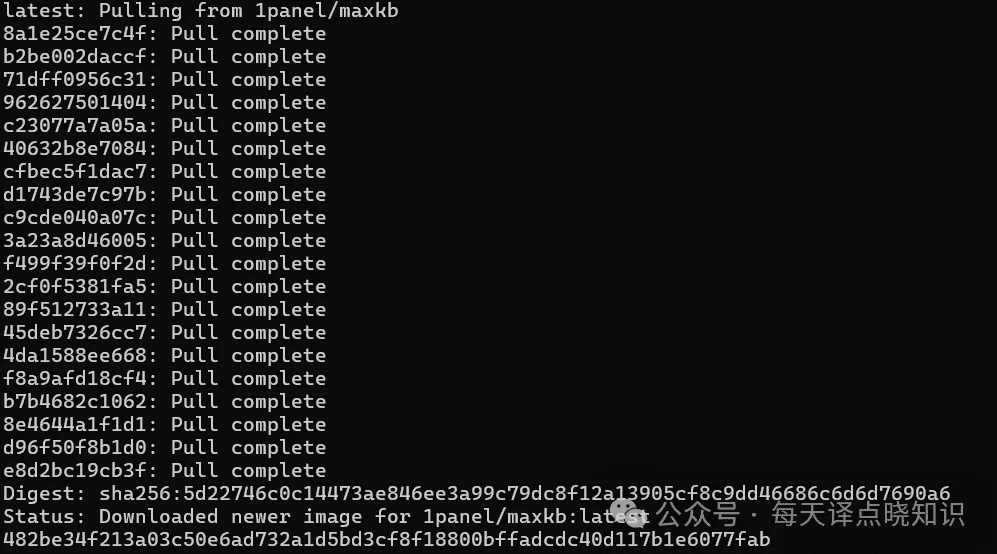 latest: Pulling from 1panel/maxkb
8a1e25ce7c4f: Pull complete
b2be002daccf: Pull complete
71dff0956c31: Pull complete
962627501404: Pull complete
c23077a7a05a: Pull complete
40632b8e7084: Pull complete
cfbec5f1dac7: Pull complete
d1743de7c97b: Pull complete
c9cde040a07c: Pull complete
3a23a8d46005: Pull complete
f499f39f0f2d: Pull complete
2cf0f5381fa5: Pull complete
89f512733a11: Pull complete
45deb7326cc7: Pull complete
4da1588ee668: Pull complete
f8a9afd18cf4: Pull complete
b7b4682c1062: Pull complete
8e4644a1f1d1: Pull complete
d96f50f8b1d0: Pull complete
e8d2bc19cb3f: Pull complete
Digest: sha256:5d22746c0c14473ae846ee3a99c79dc8f12a13905cf8c9dd46686c6d6d7690a6
Status: Downloaded newer image for 1panel/maxkb:latest
公众号 · 每天译点晓知识
482be34f213a03c50e6ad732a1d5bd3cf8f18800bffadcdc40d117b1e6077fab